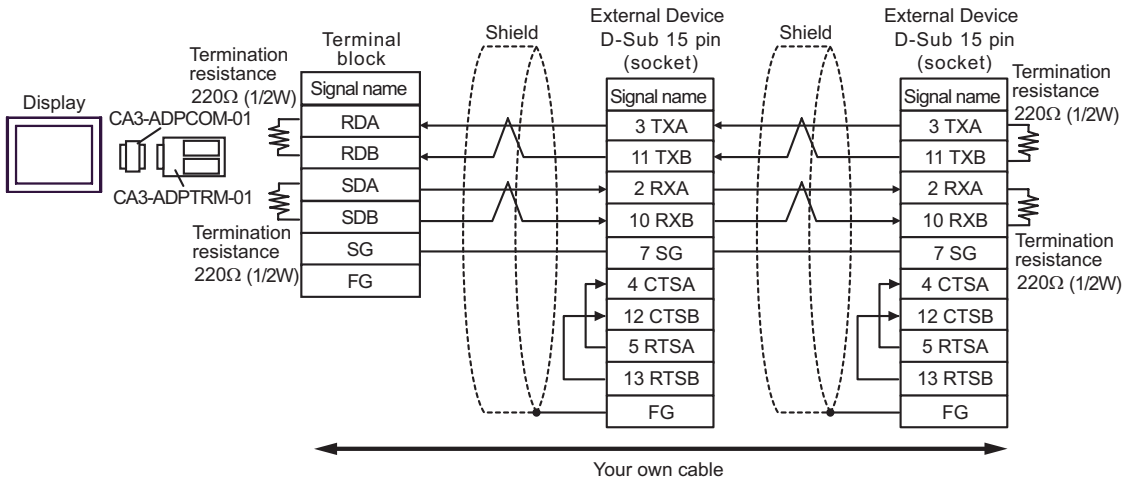 Display
CA3-ADPCOM-01
CA3-ADPTRM-01
Termination
resistance
220Ω (1/2W)
Termination
resistance
220Ω (1/2W)
Terminal
block
Signal name
RDA
RDB
SDA
SDB
SG
FG
Shield
External Device
D-Sub 15 pin
(socket)
Signal name
3 TXA
11 TXB
2 RXA
10 RXB
7 SG
4 CTSA
12 CTSB
5 RTSA
13 RTSB
FG
Shield
External Device
D-Sub 15 pin
(socket)
Signal name
3 TXA
11 TXB
2 RXA
10 RXB
7 SG
4 CTSA
12 CTSB
5 RTSA
13 RTSB
FG
Termination
resistance
220Ω (1/2W)
Termination
resistance
220Ω (1/2W)
Your own cable